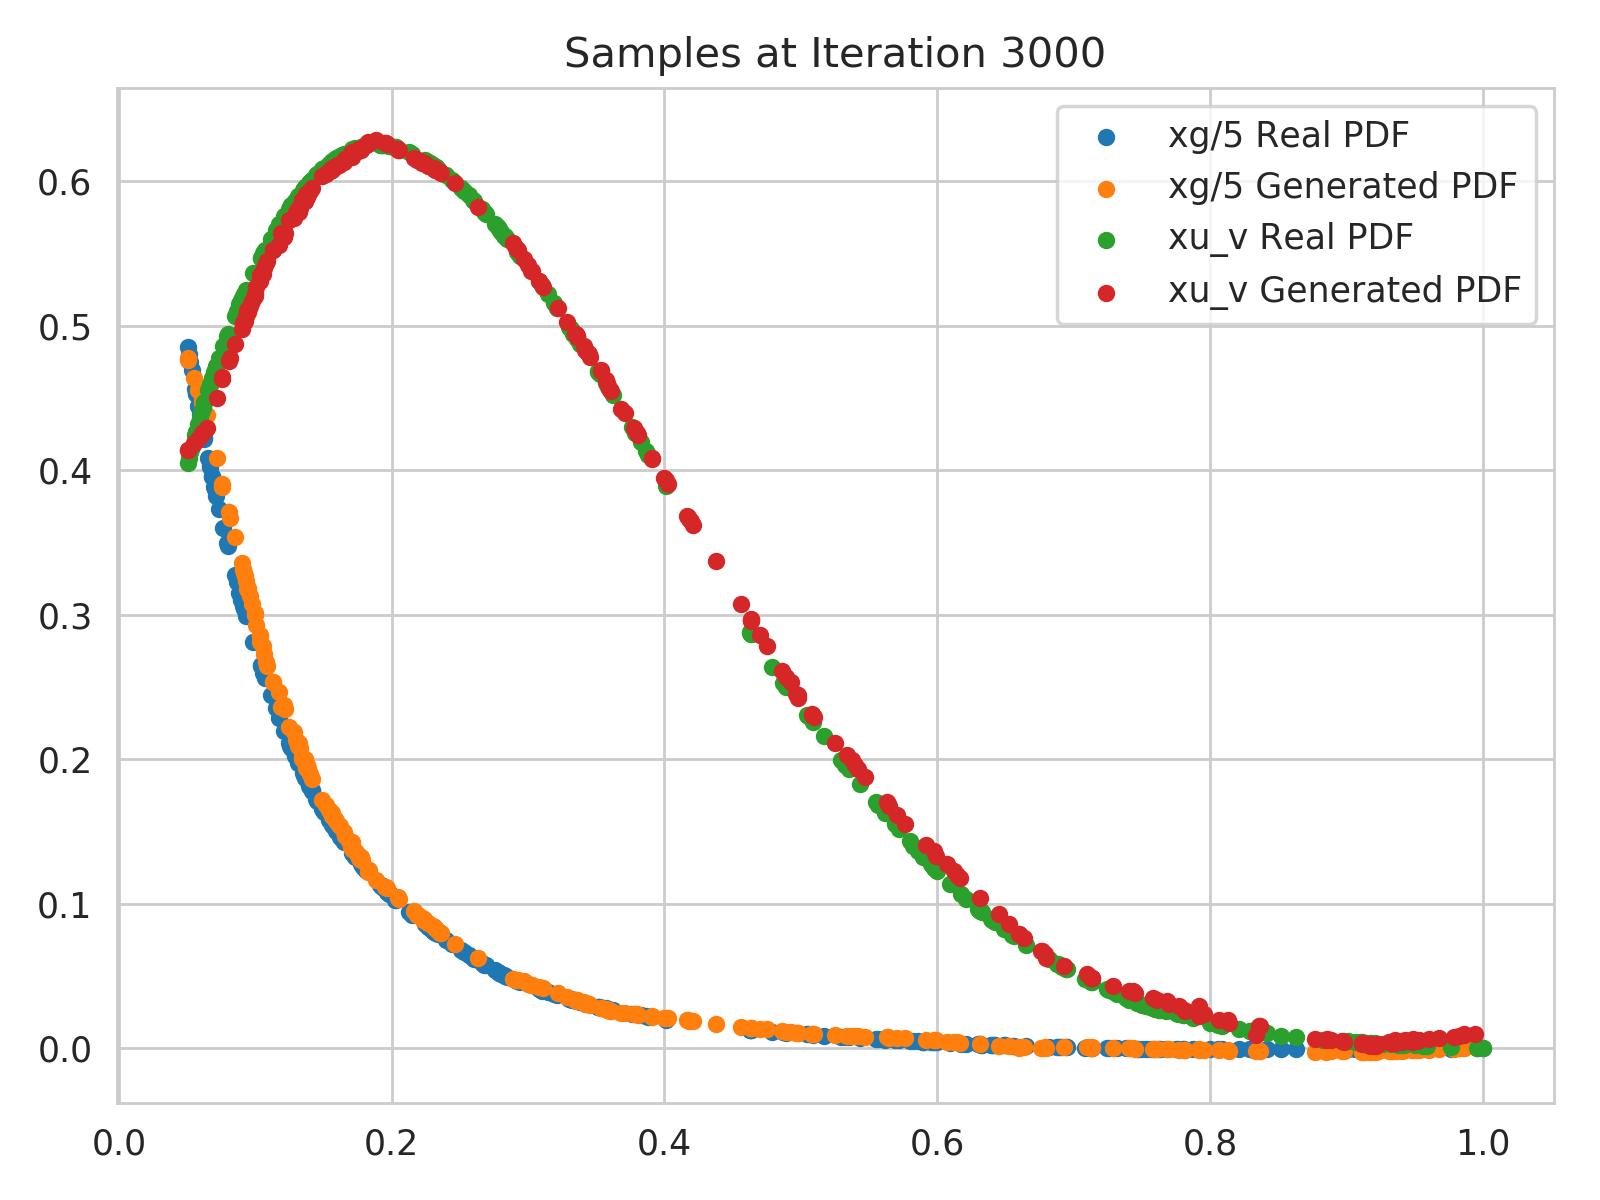 Samples at Iteration 3000
xg/5 Real PDF
xg/5 Generated PDF
xu_v Real PDF
xu_v Generated PDF
0.6
0.5
0.4
0.3
0.2
0.1
0.0
0.0 0.2 0.4 0.6 0.8 1.0